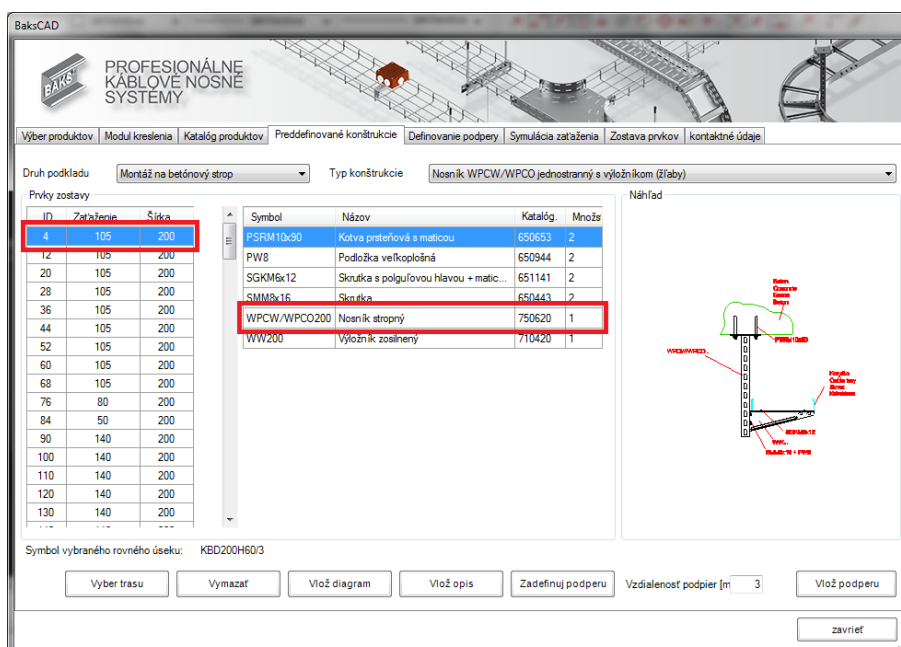 BaksCAD
BAKS
PROFESIONÁLNE
KÁBLOVÉ NOSNÉ
SYSTÉMY
Výber produktov Modul kreslenia Katalóg produktov Preddefinované konštrukcie Definovanie podpery Symulácia zaťaženia Zostava prvkov kontaktné údaje
Druh podkladu Montáž na betónový strop Typ konštrukcie Nosník WPCW/WPCO jednostranný s výložníkom (žľaby)
Prvky zostavy Náhľad
ID Zaťaženie Šírka
4 105 200
12 105 200
20 105 200
28 105 200
36 105 200
44 105 200
52 105 200
60 105 200
68 105 200
76 80 200
84 50 200
90 140 200
100 140 200
110 140 200
120 140 200
130 140 200
Symbol Názov Katalóg. Množs
PSRM10x90 Kotva prsteňová s maticou 650653 2
PW8 Podložka veľkoplošná 650944 2
SGKM6x12 Skrutka s polguľovou hlavou + matic... 651141 2
SMM8x16 Skrutka 650443 2
WPCW/WPCO200 Nosník stropný 750620 1
WW200 Výložník zosilnený 710420 1
Beton
Concrete
Beton
Symbol vybraného rovného úseku: KBD200H60/3
Vyber trasu Vymazať Vlož diagram Vlož opis Zadefinuj podperu Vzdialenosť podpier [m 3 Vlož podperu
zavrieť